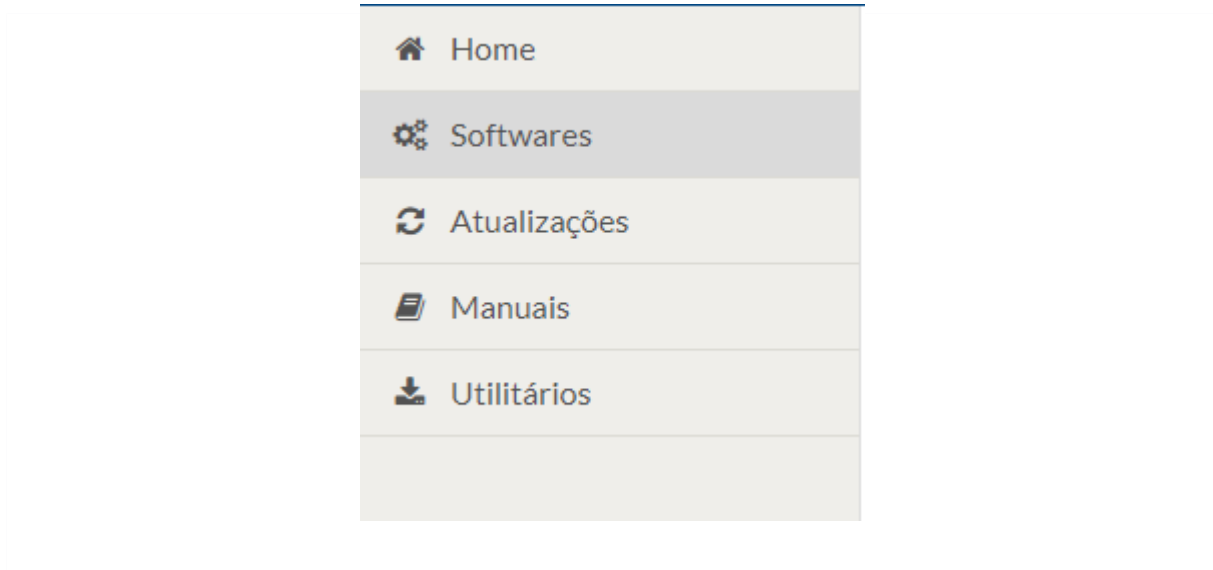 Home
Softwares
Atualizações
Manuais
Utilitários